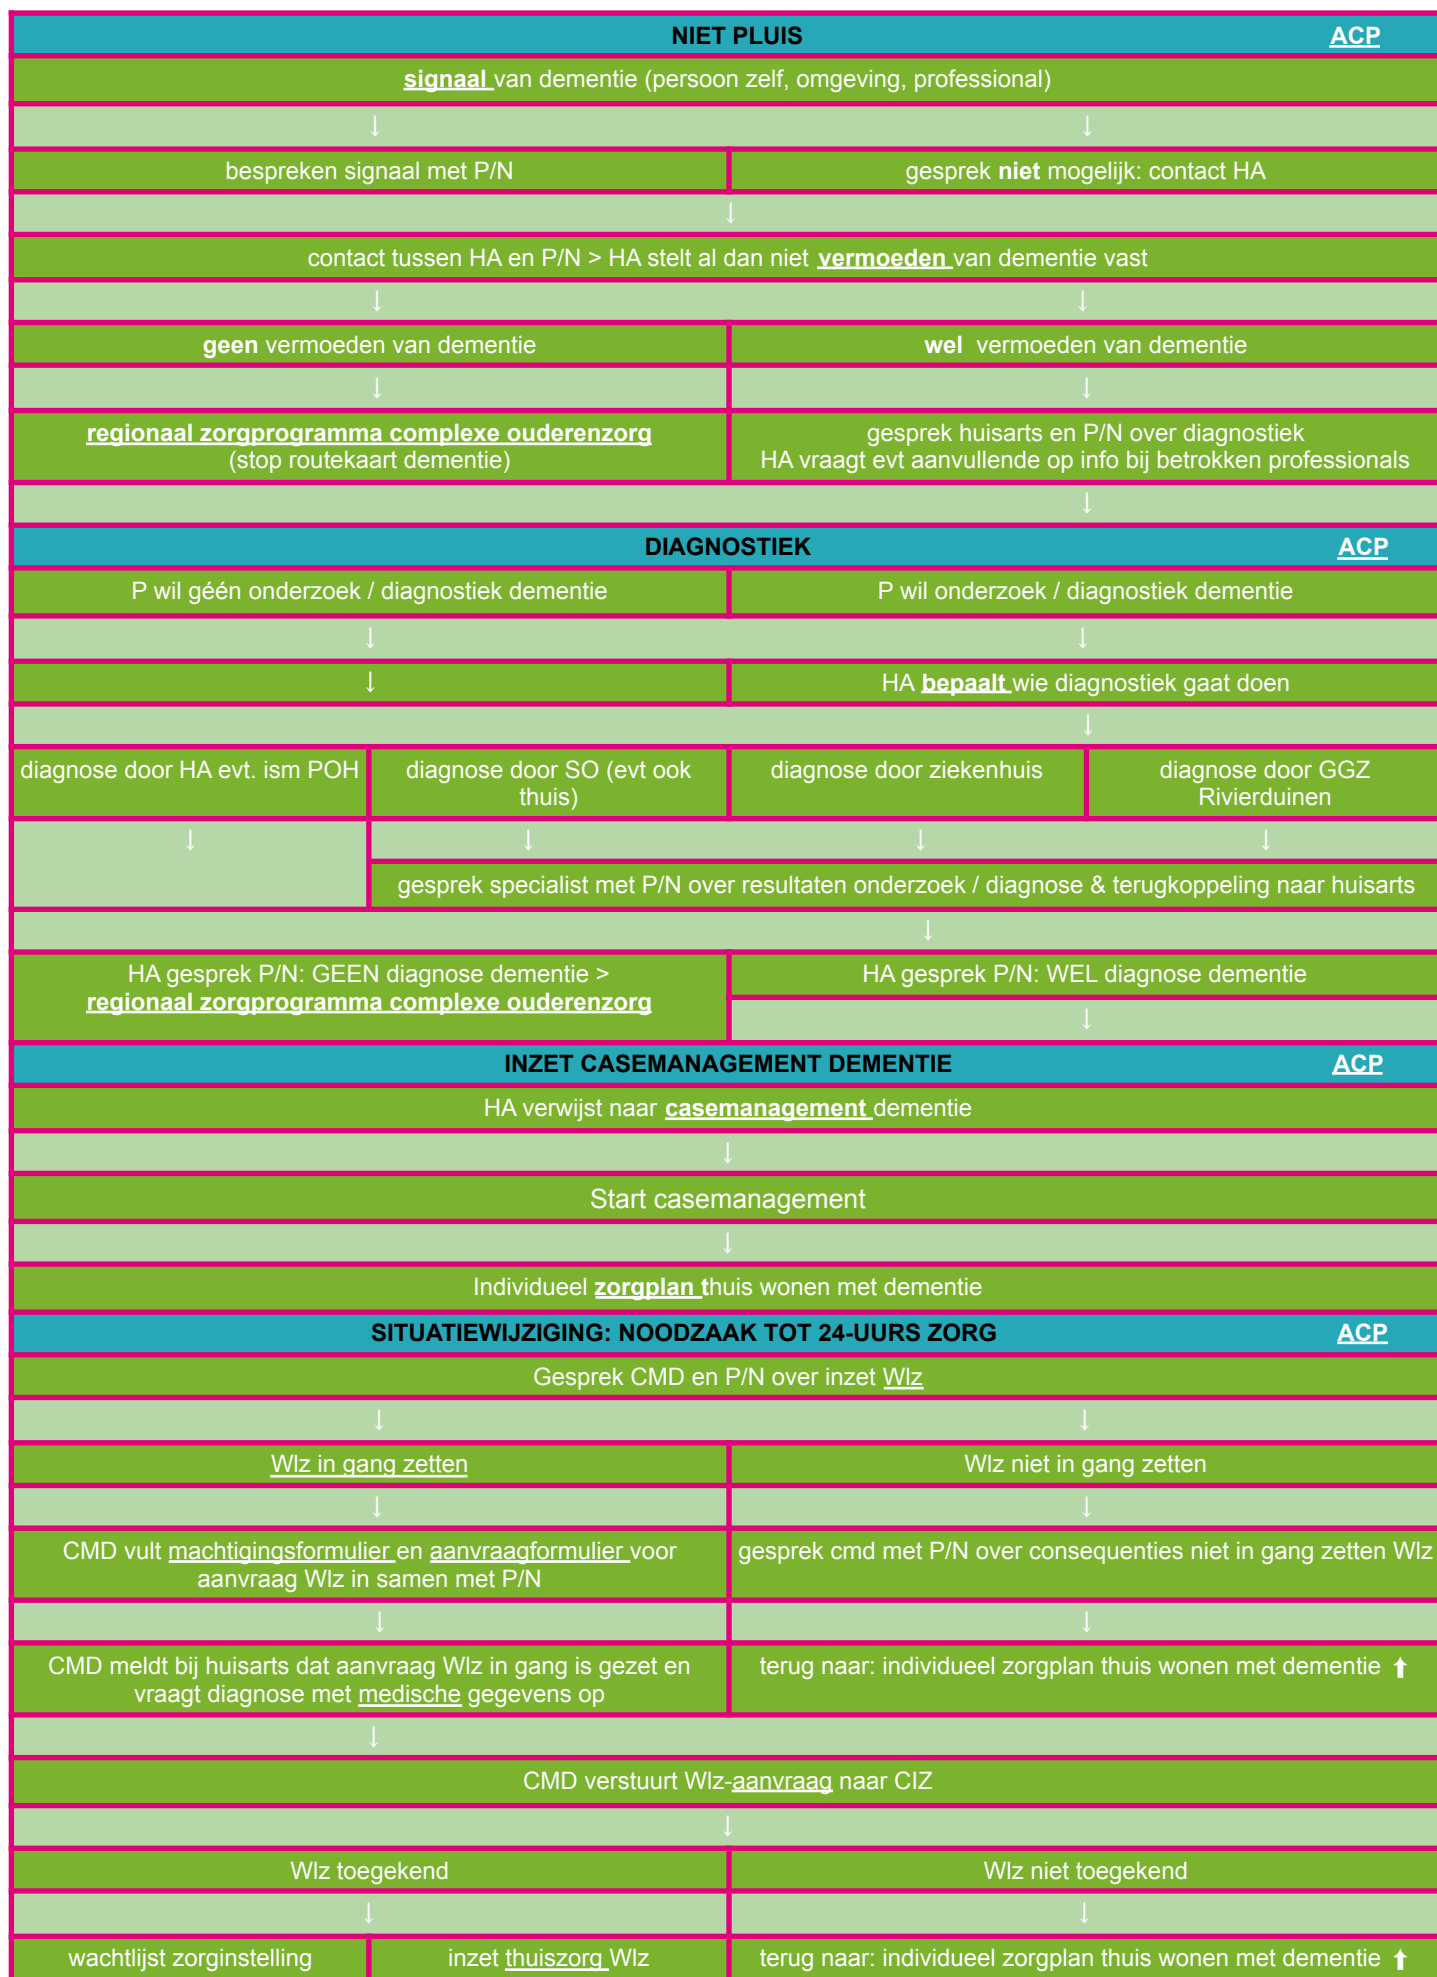 NIET PLUIS ACP
signaal van dementie (persoon zelf, omgeving, professional)
↓ ↓
bespreken signaal met P/N
gesprek niet mogelijk: contact HA
↓
contact tussen HA en P/N > HA stelt al dan niet vermoeden van dementie vast
↓ ↓
geen vermoeden van dementie
wel vermoeden van dementie
↓ ↓
regionaal zorgprogramma complexe ouderenzorg
(stop routekaart dementie)
gesprek huisarts en P/N over diagnostiek
HA vraagt evt aanvullende op info bij betrokken professionals
↓
DIAGNOSTIEK ACP
P wil géén onderzoek / diagnostiek dementie
P wil onderzoek / diagnostiek dementie
↓ ↓
↓
HA bepaalt wie diagnostiek gaat doen
↓
diagnose door HA evt. ism POH
diagnose door SO (evt ook
thuis)
diagnose door ziekenhuis
diagnose door GGZ
Rivierduinen
↓ ↓ ↓ ↓
gesprek specialist met P/N over resultaten onderzoek / diagnose & terugkoppeling naar huisarts
↓
HA gesprek P/N: GEEN diagnose dementie >
regionaal zorgprogramma complexe ouderenzorg
HA gesprek P/N: WEL diagnose dementie
↓
INZET CASEMANAGEMENT DEMENTIE ACP
HA verwijst naar casemanagement dementie
↓
Start casemanagement
↓
Individueel zorgplan thuis wonen met dementie
SITUATIEWIJZIGING: NOODZAAK TOT 24-UURS ZORG ACP
Gesprek CMD en P/N over inzet Wlz
↓ ↓
Wlz in gang zetten
Wlz niet in gang zetten
↓ ↓
CMD vult machtigingsformulier en aanvraagformulier voor
aanvraag Wlz in samen met P/N
gesprek cmd met P/N over consequenties niet in gang zetten Wlz
↓ ↓
CMD meldt bij huisarts dat aanvraag Wlz in gang is gezet en
vraagt diagnose met medische gegevens op
terug naar: individueel zorgplan thuis wonen met dementie ⬆
↓
CMD verstuurt Wlz-aanvraag naar CIZ
↓
Wlz toegekend
Wlz niet toegekend
↓ ↓
wachtlijst zorginstelling
inzet thuiszorg Wlz
terug naar: individueel zorgplan thuis wonen met dementie ⬆